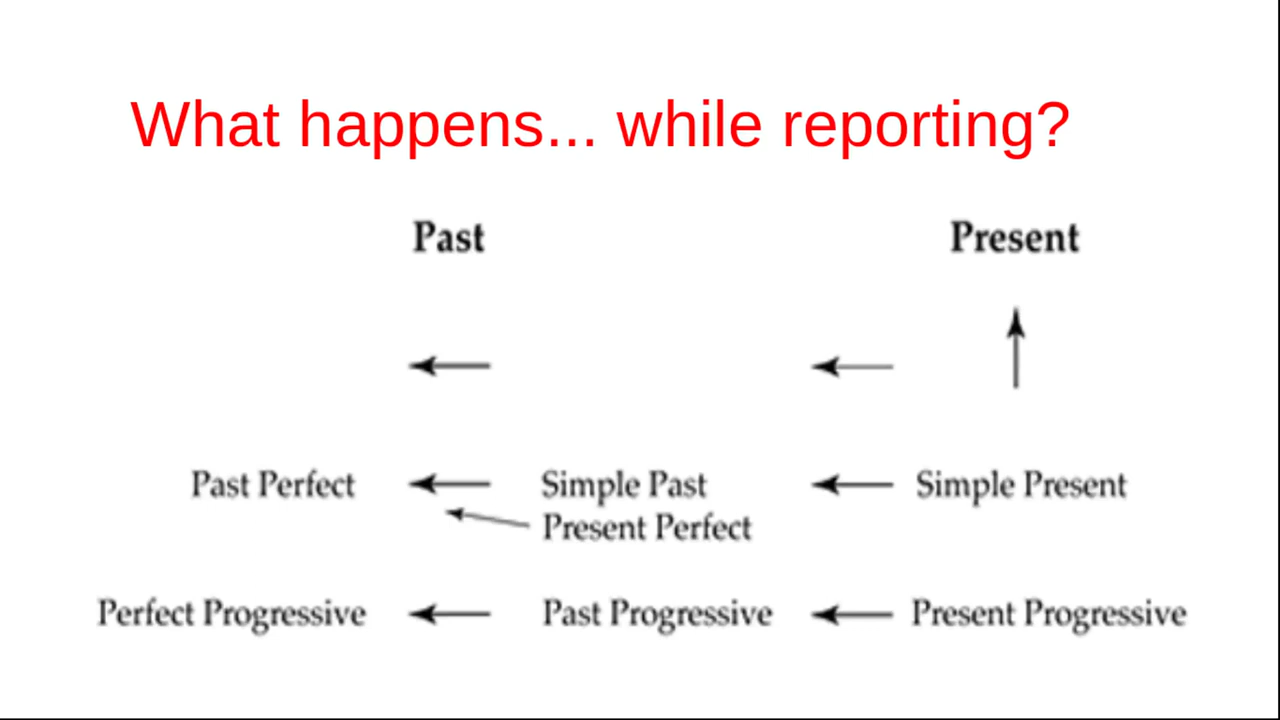 What happens... while reporting?
Past Present
Past Perfect Simple Past Simple Present
Present Perfect
Perfect Progressive Past Progressive Present Progressive